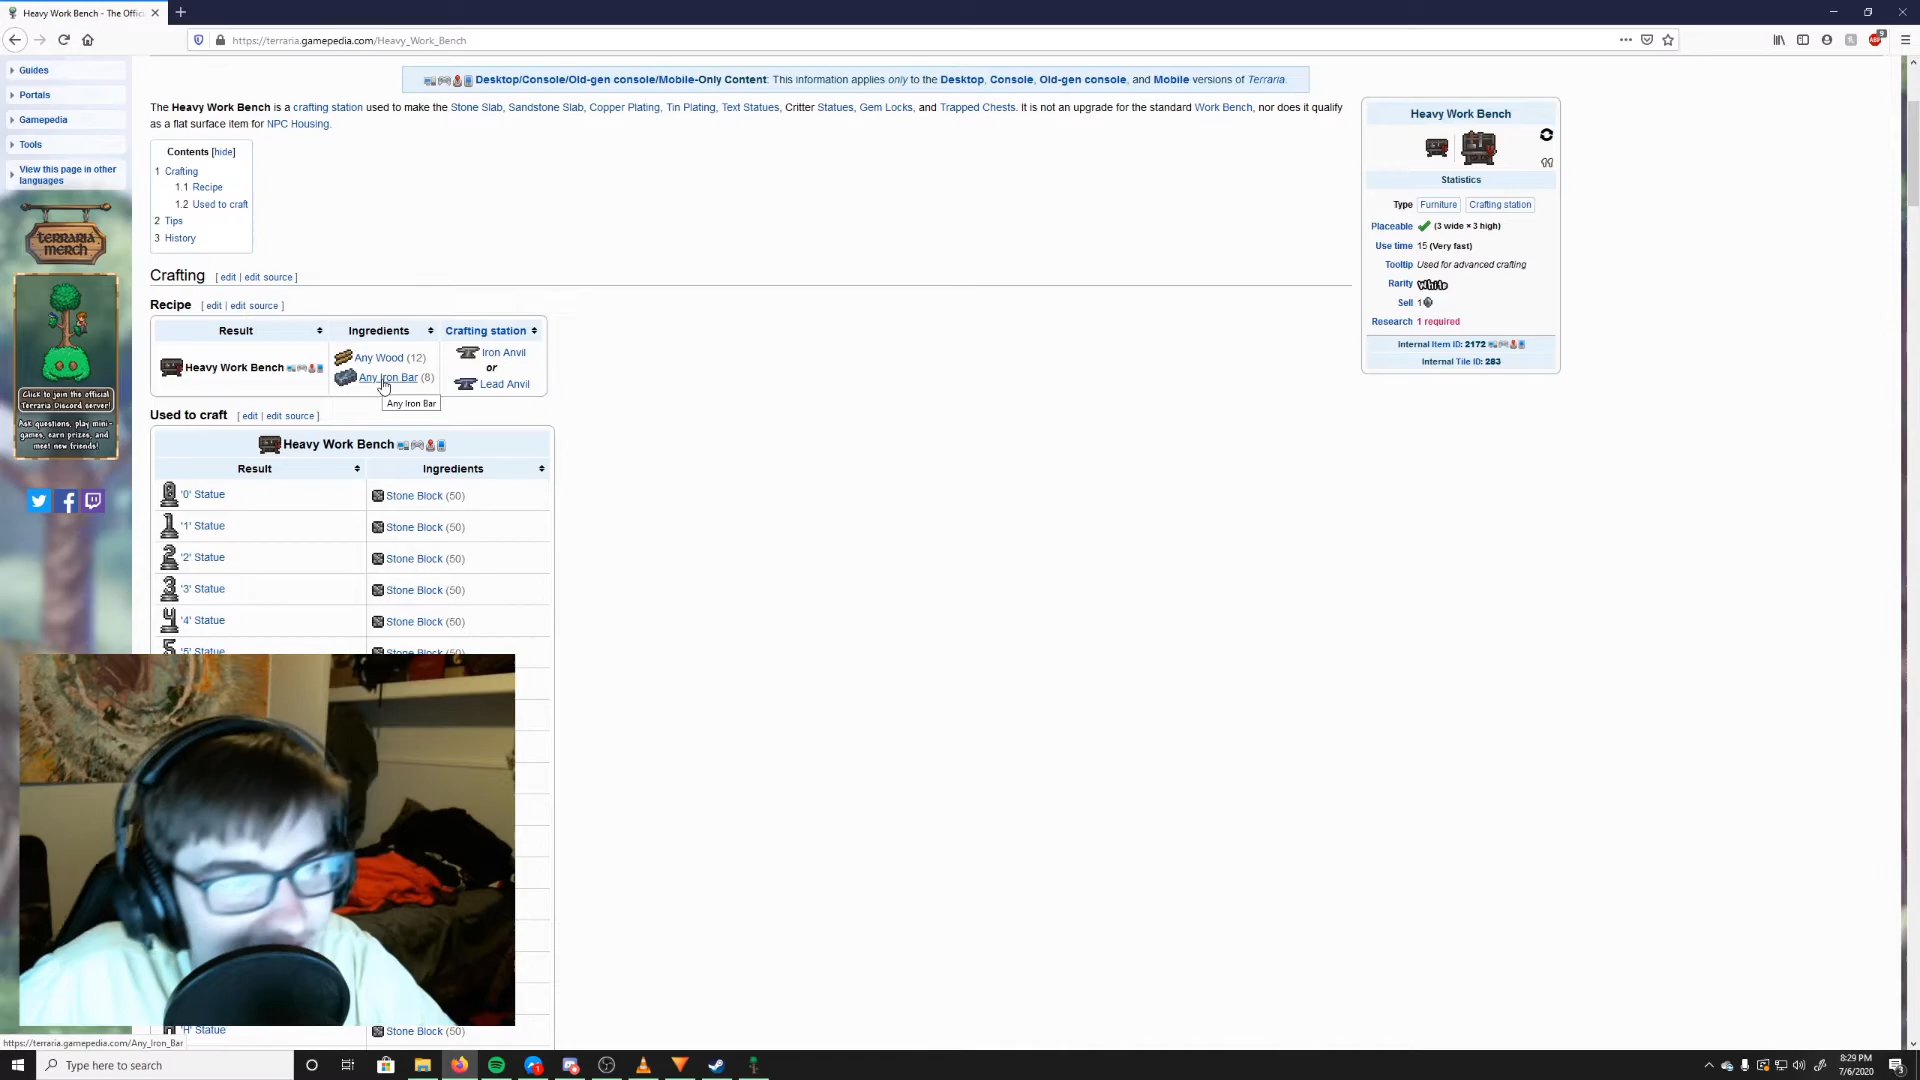 Heavy Work Bench - The Offici
https://terraria.gamepedia.com/Heavy_Work_Bench
Guides
Portals
Gamepedia
Tools
View this page in other
languages
TERRARIA
MERCH
Click to join the official
Terraria Discord server!
Ask questions, play mini-
games, earn prizes, and
meet new friends!
Desktop/Console/Old-gen console/Mobile-Only Content: This information applies only to the Desktop, Console, Old-gen console, and Mobile versions of Terraria.
The Heavy Work Bench is a crafting station used to make the Stone Slab, Sandstone Slab, Copper Plating, Tin Plating, Text Statues, Critter Statues, Gem Locks, and Trapped Chests. It is not an upgrade for the standard Work Bench, nor does it qualify
as a flat surface item for NPC Housing.
Contents [hide]
1 Crafting
1.1 Recipe
1.2 Used to craft
2 Tips
3 History
Crafting [ edit | edit source ]
Recipe [ edit | edit source ]
Result Ingredients Crafting station
Heavy Work Bench
Any Wood (12)
Any Iron Bar (8)
Iron Anvil
or
Lead Anvil
Any Iron Bar
Used to craft [ edit | edit source ]
Heavy Work Bench
Result Ingredients
'0' Statue Stone Block (50)
'1' Statue Stone Block (50)
'2' Statue Stone Block (50)
'3' Statue Stone Block (50)
'4' Statue Stone Block (50)
'5' Statue Stone Block (50)
'H' Statue Stone Block (50)
Heavy Work Bench
Statistics
Type Furniture Crafting station
Placeable (3 wide × 3 high)
Use time 15 (Very fast)
Tooltip Used for advanced crafting
Rarity White
Sell 1
Research 1 required
Internal Item ID: 2172
Internal Tile ID: 283
https://terraria.gamepedia.com/Any_Iron_Bar
Type here to search
8:29 PM
7/6/2020